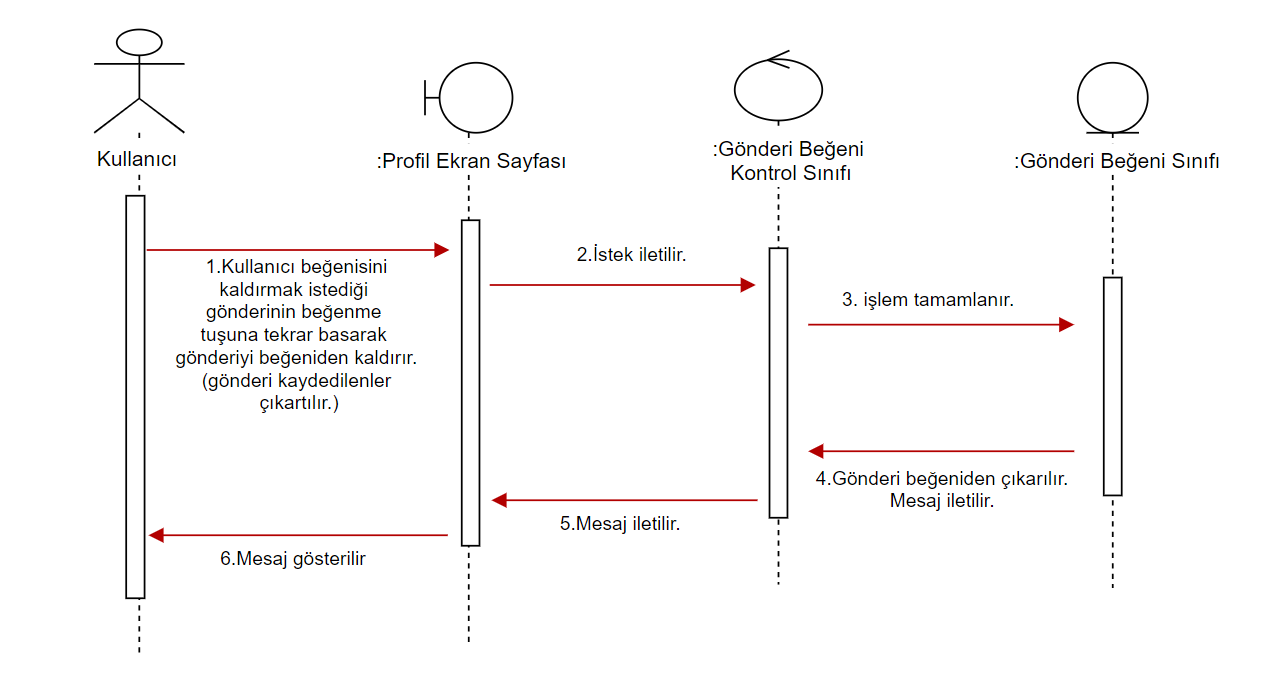 Kullanıcı
:Profil Ekran Sayfası
:Gönderi Beğeni
Kontrol Sınıfı
:Gönderi Beğeni Sınıfı
1.Kullanıcı beğenisini
kaldırmak istediği
gönderinin beğenme
tuşuna tekrar basarak
gönderiyi beğeniden kaldırır.
(gönderi kaydedilenler
çıkartılır.)
2.İstek iletilir.
3. işlem tamamlanır.
4.Gönderi beğeniden çıkarılır.
Mesaj iletilir.
5.Mesaj iletilir.
6.Mesaj gösterilir